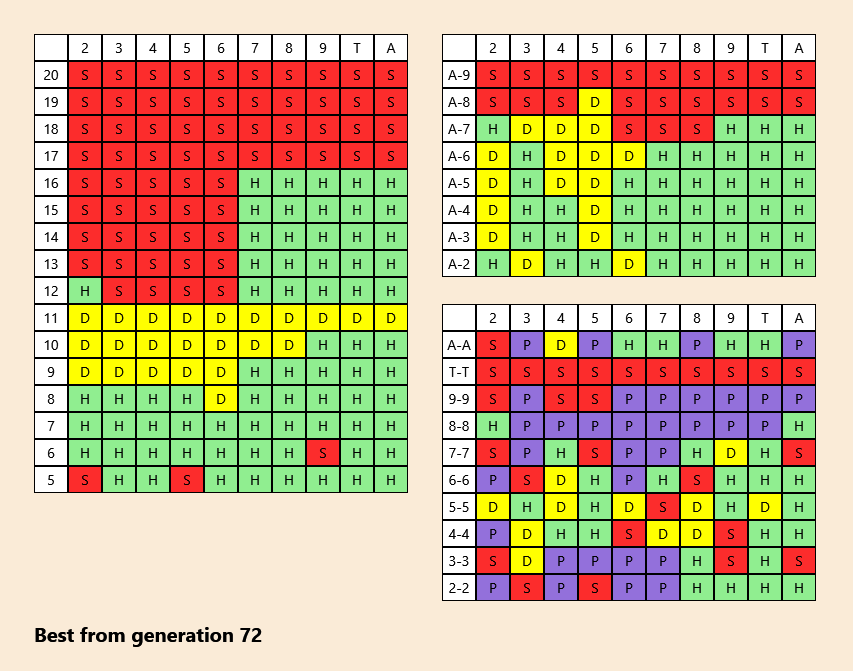 2 3 4 5 6 7 8 9 T A
20 S S S S S S S S S S
19 S S S S S S S S S S
18 S S S S S S S S S S
17 S S S S S S S S S S
16 S S S S S H H H H H
15 S S S S S H H H H H
14 S S S S S H H H H H
13 S S S S S H H H H H
12 H S S S S H H H H H
11 D D D D D D D D D D
10 D D D D D D D H H H
9 D D D D D H H H H H
8 H H H H D H H H H H
7 H H H H H H H H H H
6 H H H H H H H S H H
5 S H H S H H H H H H
2 3 4 5 6 7 8 9 T A
A-9 S S S S S S S S S S
A-8 S S S D S S S S S S
A-7 H D D D S S S H H H
A-6 D H D D D H H H H H
A-5 D H D D H H H H H H
A-4 D H H D H H H H H H
A-3 D H H D H H H H H H
A-2 H D H H D H H H H H
2 3 4 5 6 7 8 9 T A
A-A S P D P H H P H H P
T-T S S S S S S S S S S
9-9 S P S S P P P P P P
8-8 H P P P P P P P P H
7-7 S P H S P P H D H S
6-6 P S D H P H S H H H
5-5 D H D H D S D H D H
4-4 P D H H S D D S H H
3-3 S D P P P P H S H S
2-2 P S P S P P H H H H
Best from generation 72